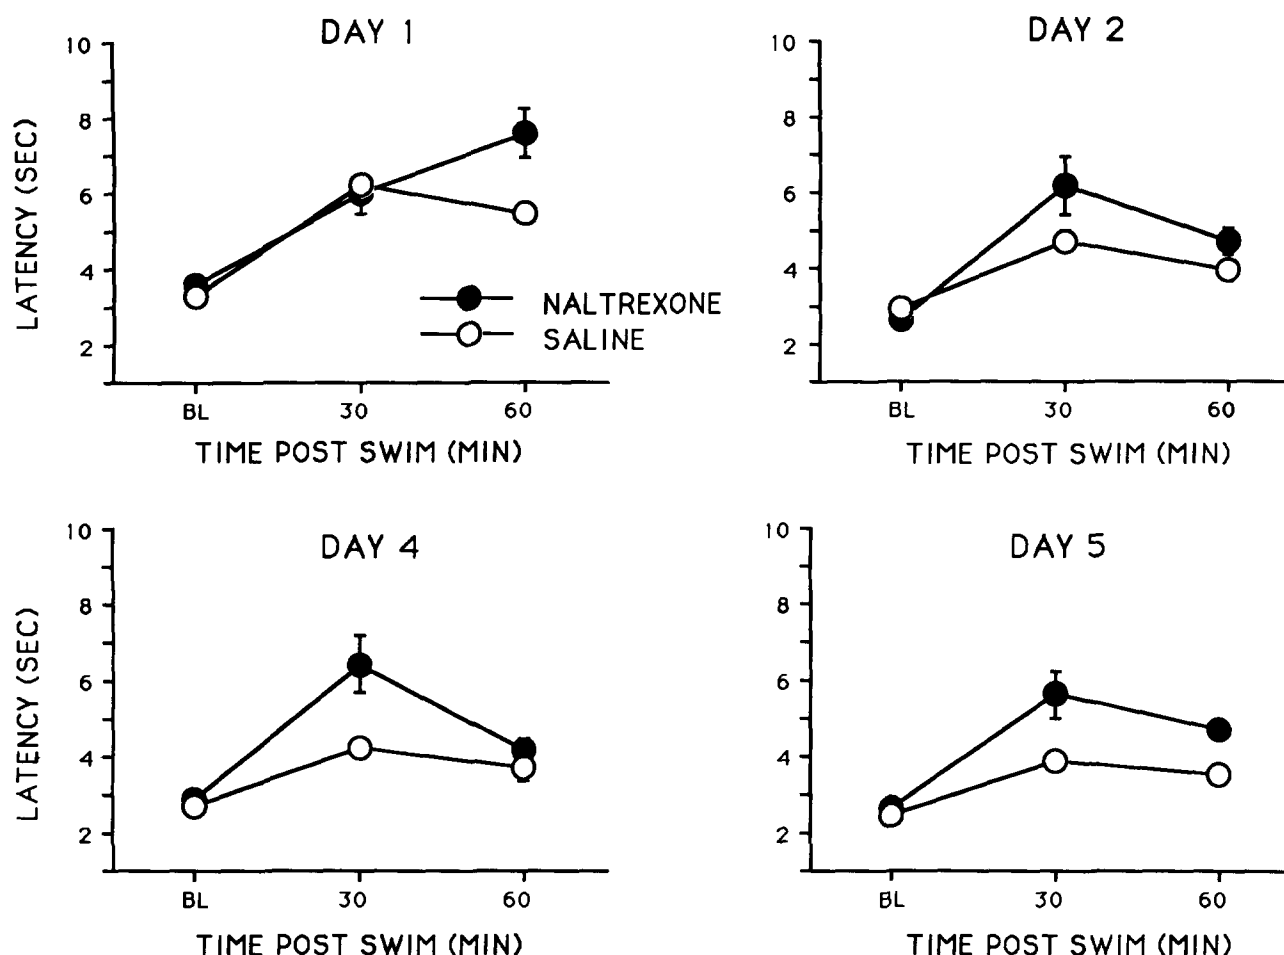 DAY 1
10
8
6
4
2
LATENCY (SEC)
NALTREXONE
SALINE
BL 30 60
TIME POST SWIM (MIN)
DAY 2
10
8
6
4
2
BL 30 60
TIME POST SWIM (MIN)
DAY 4
10
8
6
4
2
LATENCY (SEC)
BL 30 60
TIME POST SWIM (MIN)
DAY 5
10
8
6
4
2
BL 30 60
TIME POST SWIM (MIN)